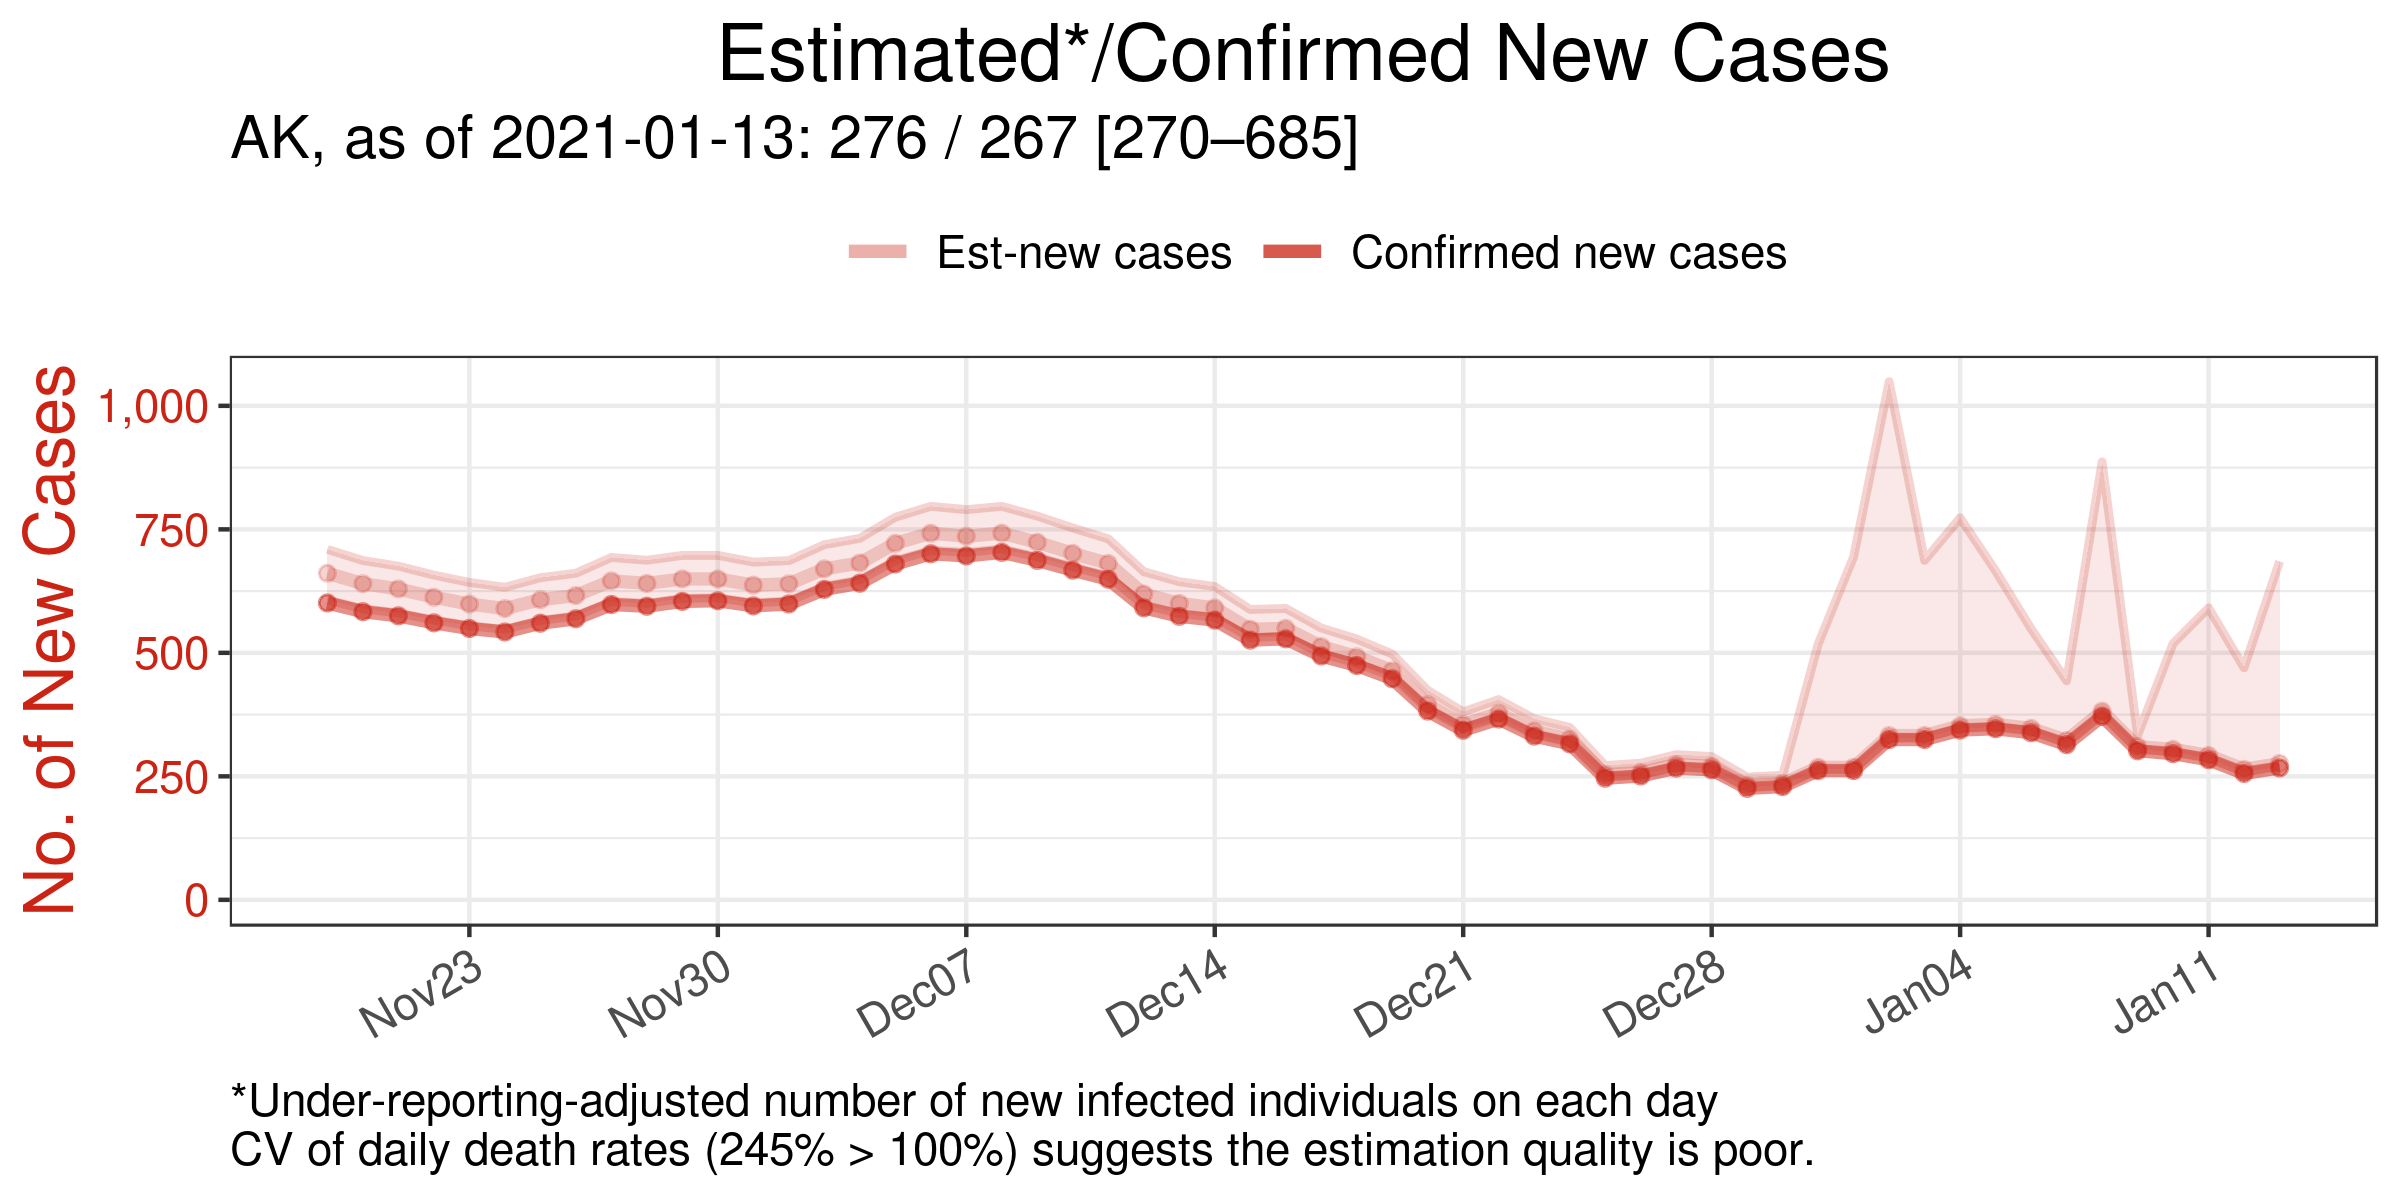 Estimated*/Confirmed New Cases
AK, as of 2021-01-13: 276 / 267 [270–685]
Est-new cases Confirmed new cases
No. of New Cases
1,000
750
500
250
0
Nov23 Nov30 Dec07 Dec14 Dec21 Dec28 Jan04 Jan11
*Under-reporting-adjusted number of new infected individuals on each day
CV of daily death rates (245% > 100%) suggests the estimation quality is poor.